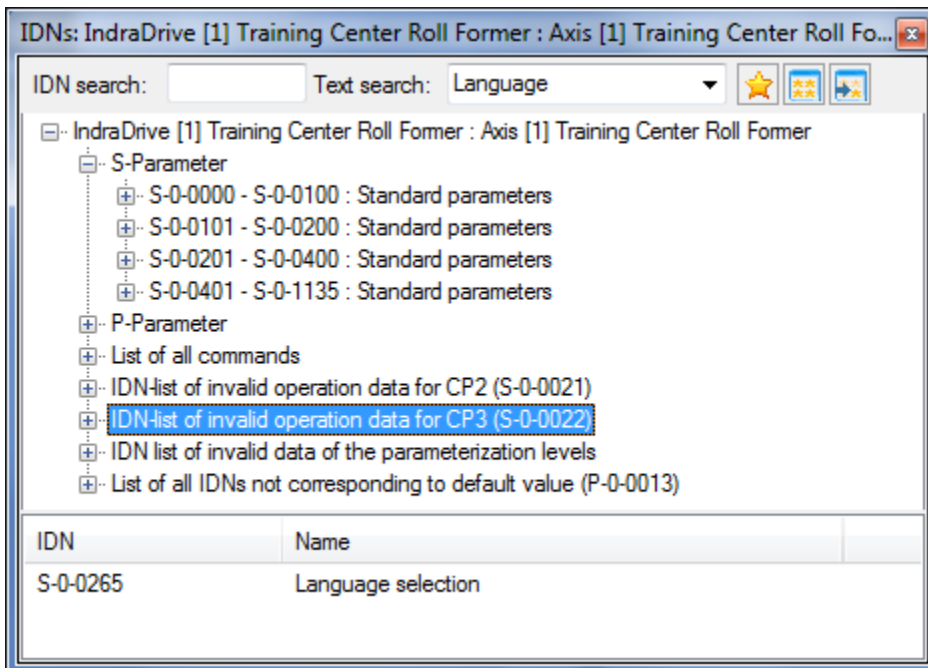 IDNs: IndraDrive [1] Training Center Roll Former : Axis [1] Training Center Roll Fo...
IDN search: Text search: Language
IndraDrive [1] Training Center Roll Former : Axis [1] Training Center Roll Former
S-Parameter
S-0-0000 - S-0-0100 : Standard parameters
S-0-0101 - S-0-0200 : Standard parameters
S-0-0201 - S-0-0400 : Standard parameters
S-0-0401 - S-0-1135 : Standard parameters
P-Parameter
List of all commands
IDN-list of invalid operation data for CP2 (S-0-0021)
IDN-list of invalid operation data for CP3 (S-0-0022)
IDN list of invalid data of the parameterization levels
List of all IDNs not corresponding to default value (P-0-0013)
IDN Name
S-0-0265 Language selection